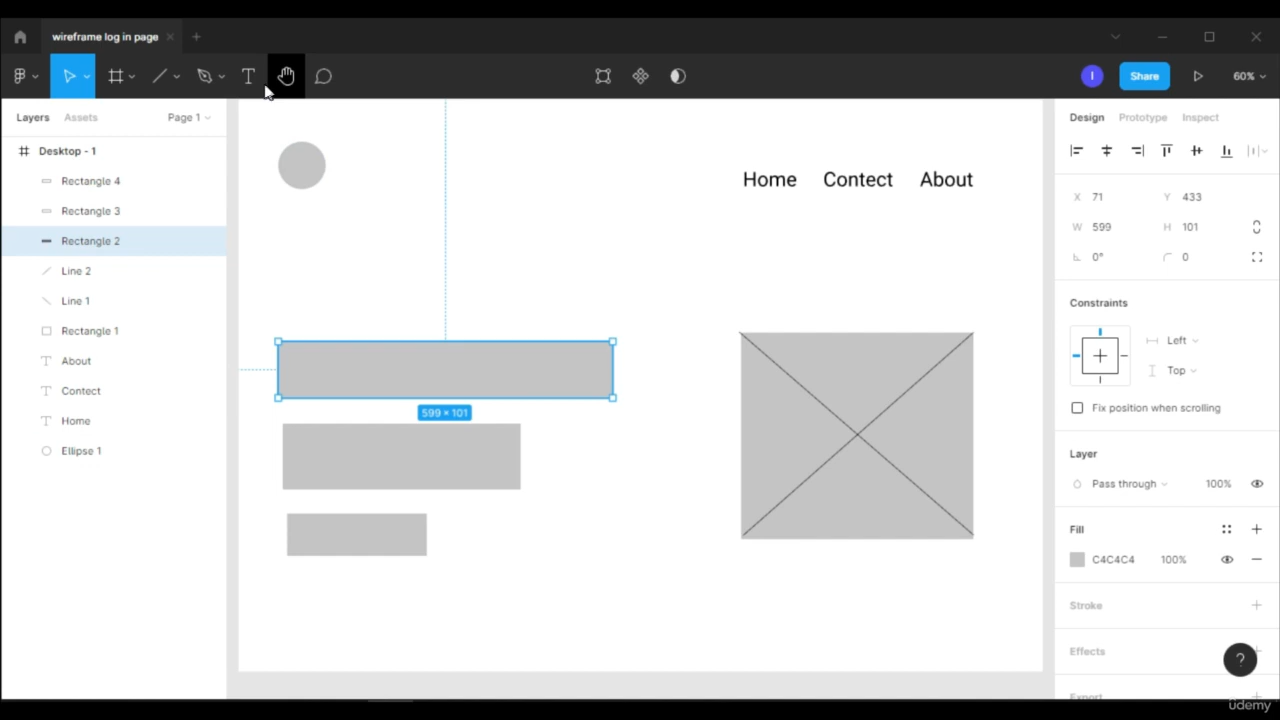 wireframe log in page
I
Share
60%
Layers
Assets
Page 1
Desktop - 1
Rectangle 4
Rectangle 3
Rectangle 2
Line 2
Line 1
Rectangle 1
About
Contect
Home
Ellipse 1
Home
Contect
About
599 × 101
Design
Prototype
Inspect
X 71
Y 433
W 599
H 101
0°
0
Constraints
Left
Top
Fix position when scrolling
Layer
Pass through
100%
Fill
C4C4C4
100%
Stroke
Effects
?
Export
ûdemy